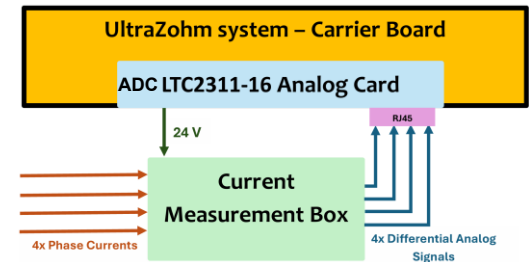 UltraZohm system – Carrier Board
ADC LTC2311-16 Analog Card
RJ45
24 V
Current
Measurement Box
4x Phase Currents
4x Differential Analog
Signals